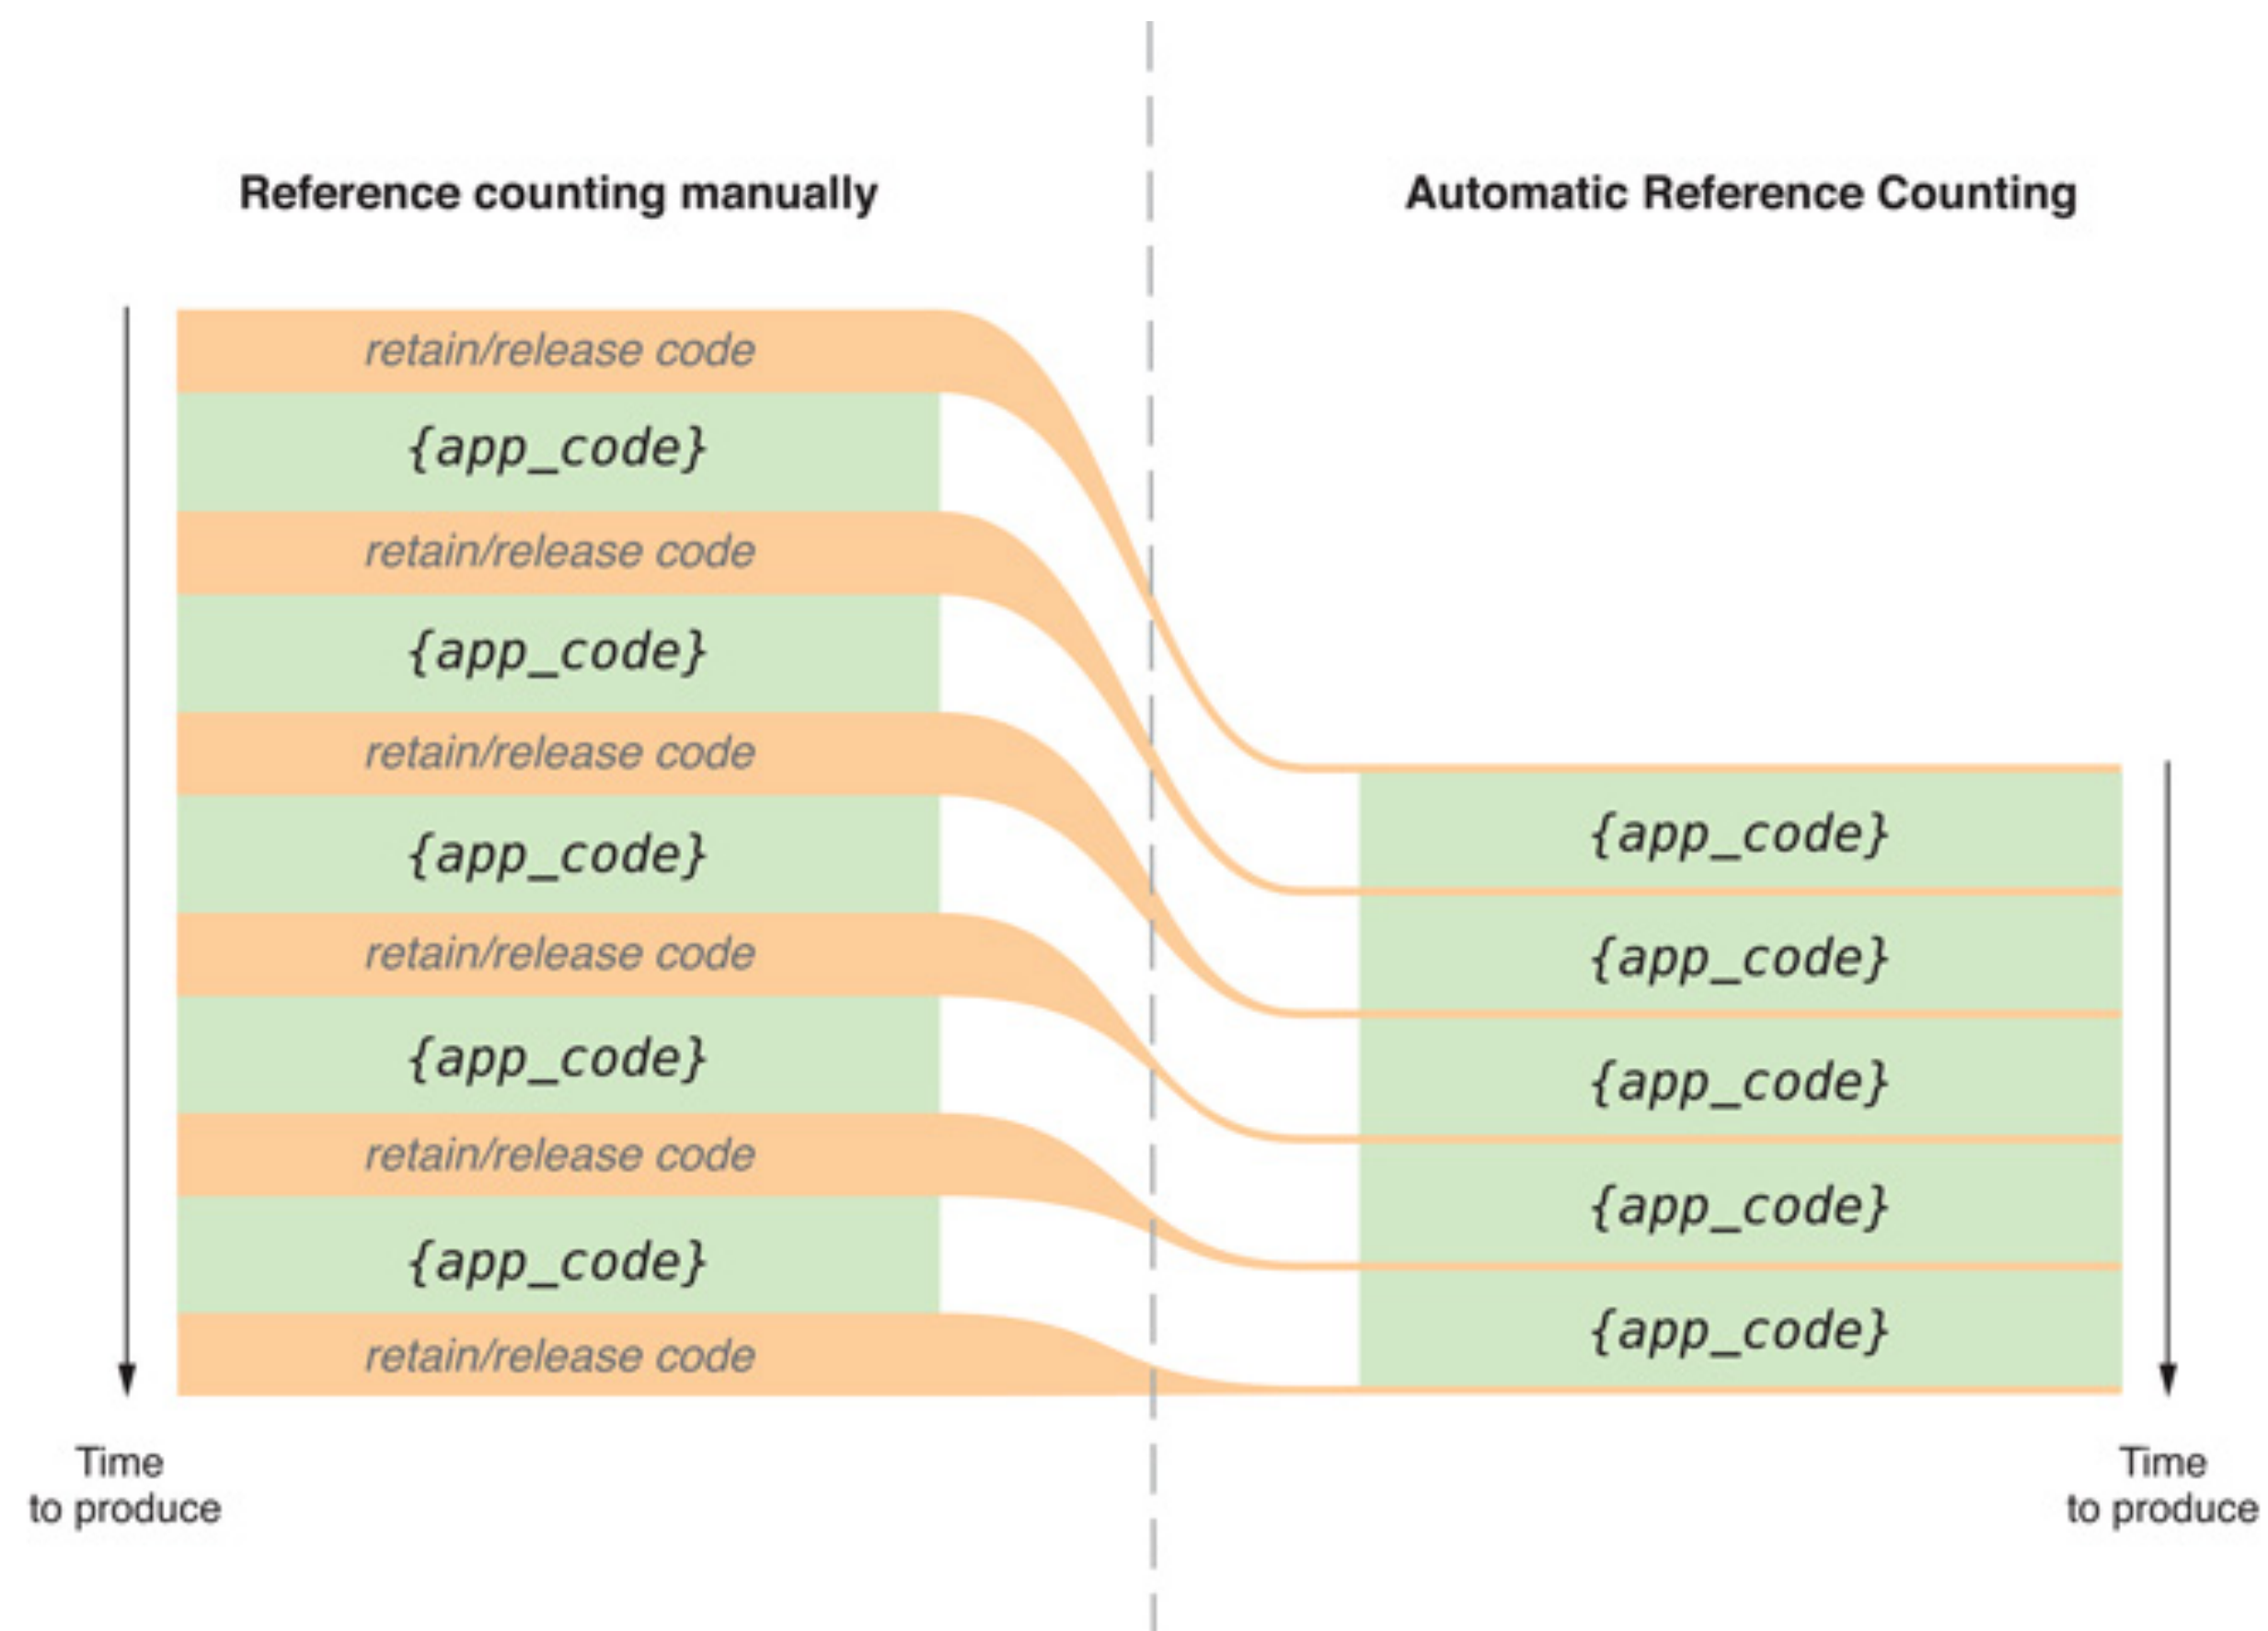 Reference counting manually
Automatic Reference Counting
retain/release code
{app_code}
retain/release code
{app_code}
retain/release code
{app_code}
retain/release code
{app_code}
retain/release code
{app_code}
retain/release code
{app_code}
{app_code}
{app_code}
{app_code}
{app_code}
Time
to produce
Time
to produce